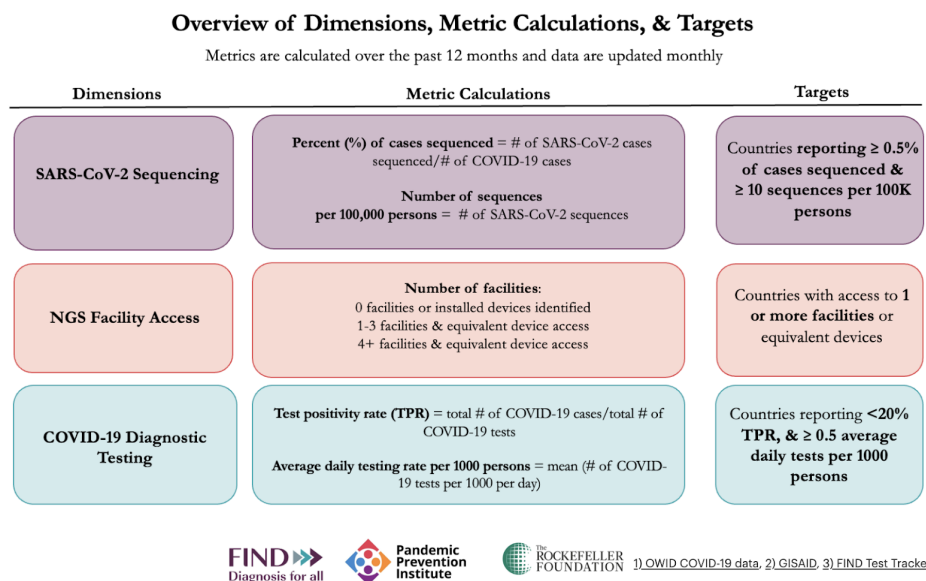 Overview of Dimensions, Metric Calculations, & Targets
Metrics are calculated over the past 12 months and data are updated monthly
Dimensions
Metric Calculations
Targets
SARS-CoV-2 Sequencing
Percent (%) of cases sequenced = # of SARS-CoV-2 cases
sequenced/# of COVID-19 cases
Number of sequences
per 100,000 persons = # of SARS-CoV-2 sequences
Countries reporting ≥ 0.5%
of cases sequenced &
≥ 10 sequences per 100K
persons
NGS Facility Access
Number of facilities:
0 facilities or installed devices identified
1-3 facilities & equivalent device access
4+ facilities & equivalent device access
Countries with access to 1
or more facilities or
equivalent devices
COVID-19 Diagnostic
Testing
Test positivity rate (TPR) = total # of COVID-19 cases/total # of
COVID-19 tests
Average daily testing rate per 1000 persons = mean (# of COVID-
19 tests per 1000 per day)
Countries reporting <20%
TPR, & ≥ 0.5 average
daily tests per 1000
persons
FIND
Diagnosis for all
Pandemic
Prevention
Institute
The
ROCKEFELLER
FOUNDATION
1) OWID COVID-19 data, 2) GISAID, 3) FIND Test Tracke